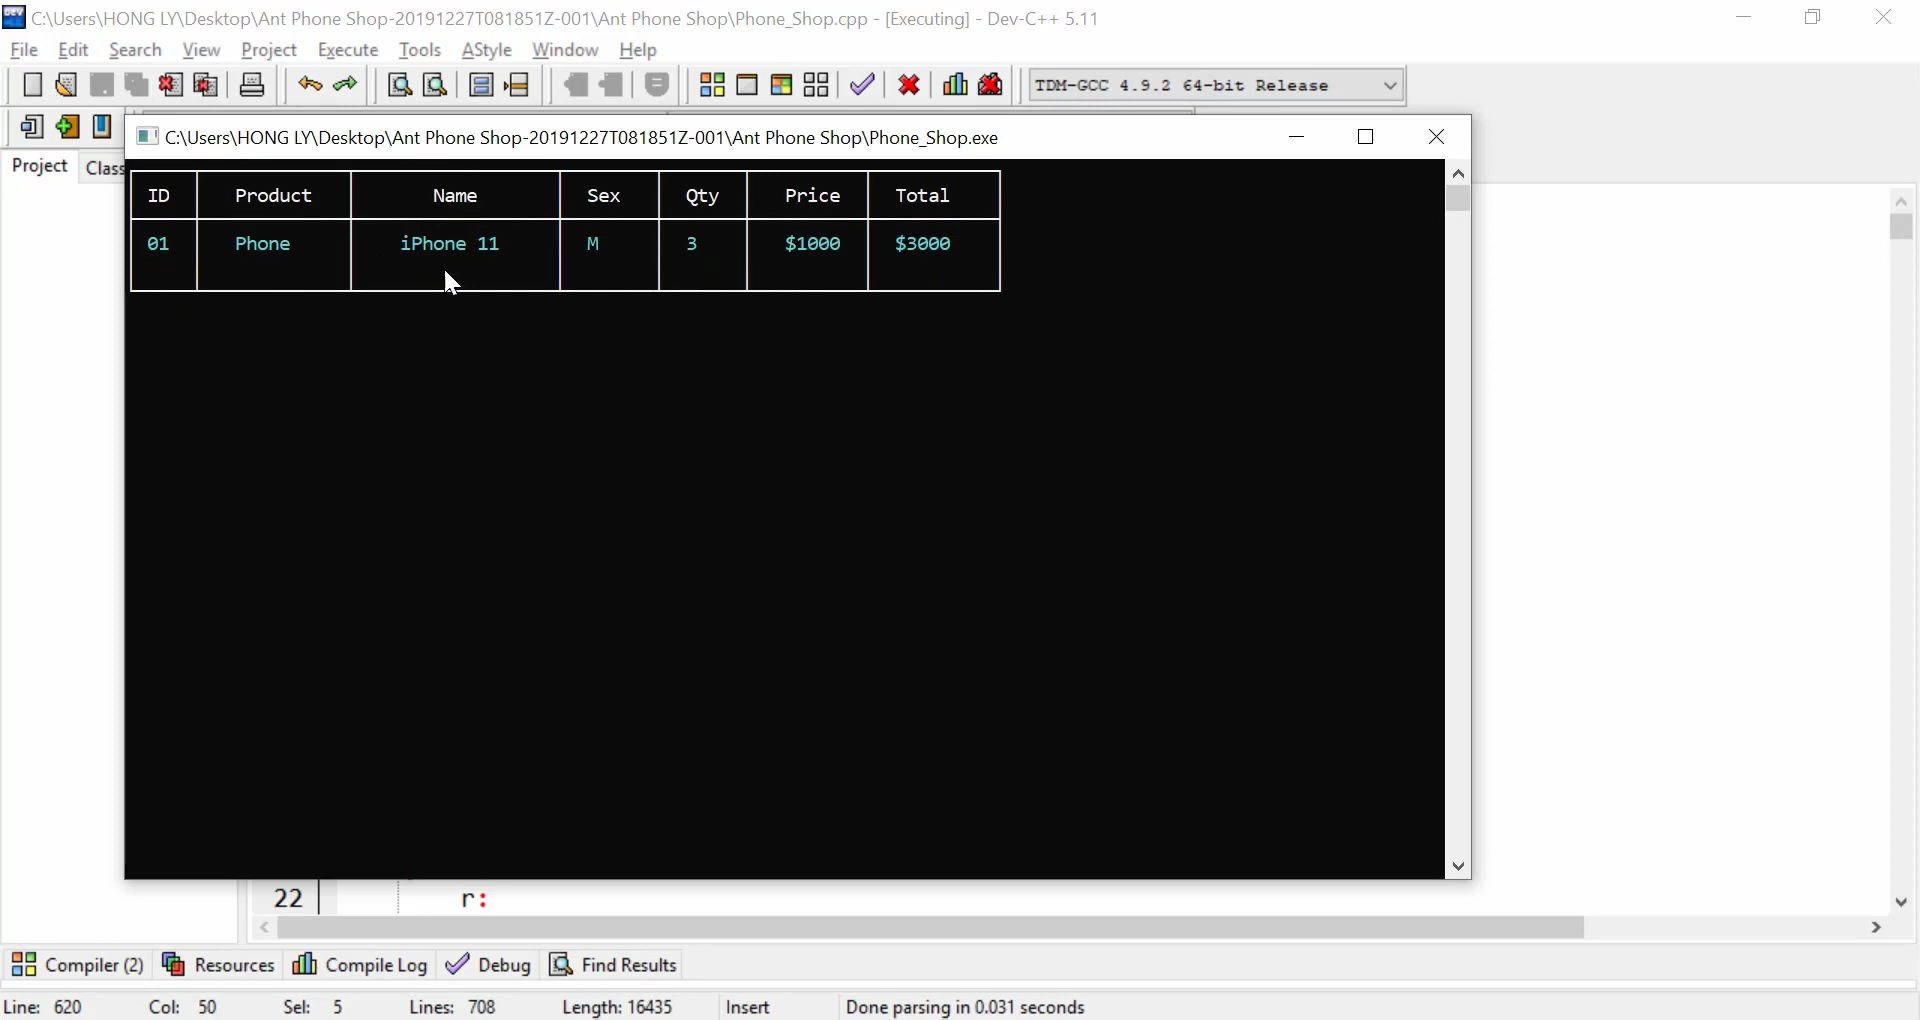 C:\Users\HONG LY\Desktop\Ant Phone Shop-20191227T081851Z-001\Ant Phone Shop\Phone_Shop.cpp - [Executing] - Dev-C++ 5.11
File Edit Search View Project Execute Tools AStyle Window Help
TDM-GCC 4.9.2 64-bit Release
C:\Users\HONG LY\Desktop\Ant Phone Shop-20191227T081851Z-001\Ant Phone Shop\Phone_Shop.exe
Project Class
ID Product Name Sex Qty Price Total
01 Phone iPhone 11 M 3 $1000 $3000
22 r:
Compiler (2) Resources Compile Log Debug Find Results
Line: 620 Col: 50 Sel: 5 Lines: 708 Length: 16435 Insert Done parsing in 0.031 seconds